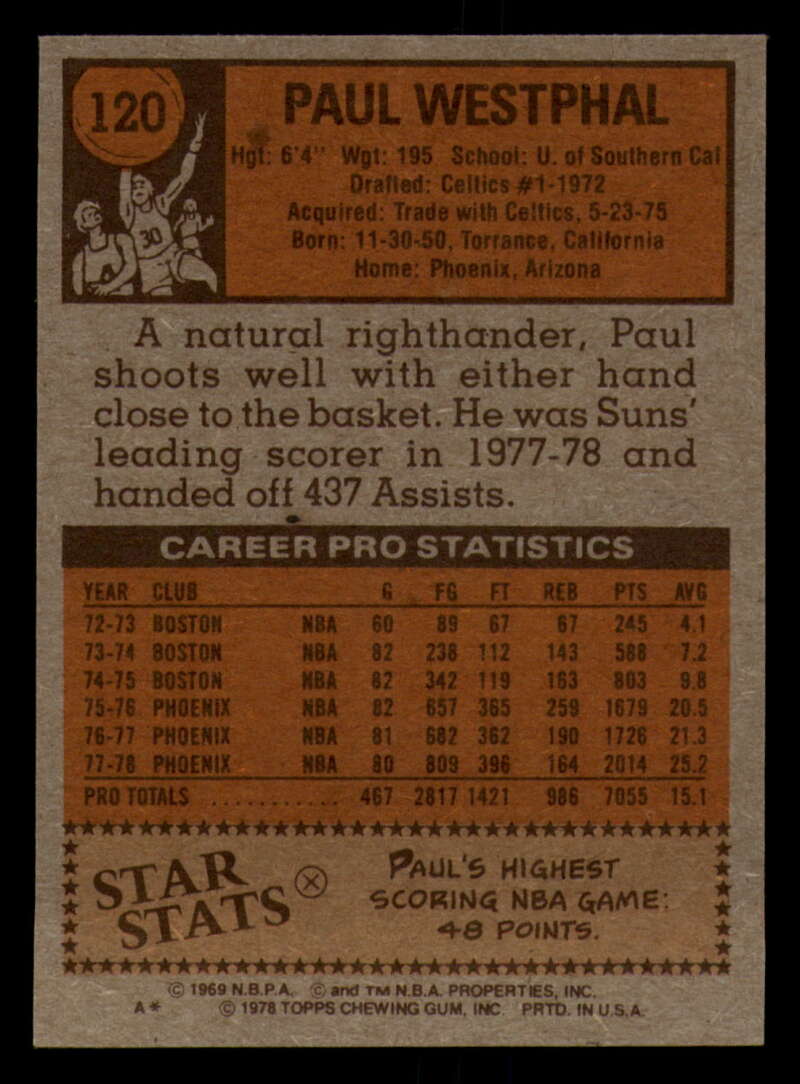 120
PAUL WESTPHAL
Hgt: 6'4" Wgt: 195 School: U. of Southern Cal
Drafted: Celtics #1-1972
Acquired: Trade with Celtics, 5-23-75
Born: 11-30-50, Torrance, California
Home: Phoenix, Arizona
30
A natural righthander, Paul
shoots well with either hand
close to the basket. He was Suns'
leading scorer in 1977-78 and
handed off 437 Assists.
CAREER PRO STATISTICS
YEAR CLUB G FG FT REB PTS AVG
72-73 BOSTON NBA 60 89 67 67 245 4.1
73-74 BOSTON NBA 82 238 112 143 588 7.2
74-75 BOSTON NBA 82 342 119 163 803 9.8
75-76 PHOENIX NBA 82 657 365 259 1679 20.5
76-77 PHOENIX NBA 81 682 362 190 1726 21.3
77-78 PHOENIX NBA 80 809 396 164 2014 25.2
PRO TOTALS ........... 467 2817 1421 986 7055 15.1
STAR STATS
PAUL'S HIGHEST
SCORING NBA GAME:
48 POINTS.
© 1969 N.B.P.A. © and TM N.B.A. PROPERTIES, INC.
A* © 1978 TOPPS CHEWING GUM, INC. PRTD. IN U.S.A.